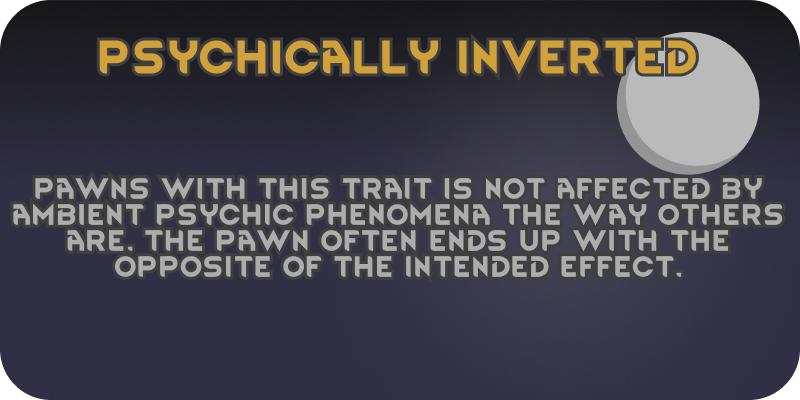 PSYCHICALLY INVERTED
PAWNS WITH THIS TRAIT IS NOT AFFECTED BY
AMBIENT PSYCHIC PHENOMENA THE WAY OTHERS
ARE. THE PAWN OFTEN ENDS UP WITH THE
OPPOSITE OF THE INTENDED EFFECT.